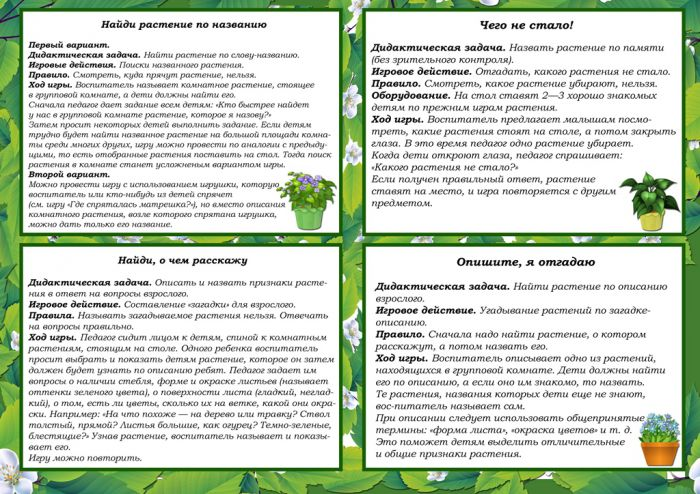 Найди растение по названию
Первый вариант.
Дидактическая задача. Найти растение по слову-названию.
Игровые действия. Поиски названного растения.
Правило. Смотреть, куда прячут растение, нельзя.
Ход игры. Воспитатель называет комнатное растение, стоящее
в групповой комнате, а дети должны найти его.
Сначала педагог дает задание всем детям: «Кто быстрее найдет
у нас в групповой комнате растение, которое я назову?»
Затем просит некоторых детей выполнить задание. Если детям
трудно будет найти названное растение на большой площади комна-
ты среди многих других, игру можно провести по аналогии с предыду-
щими, то есть отобранные растения поставить на стол. Тогда поиск
растения в комнате станет усложненным вариантом игры.
Второй вариант.
Можно провести игру с использованием игрушки, которую
воспитатель или кто-нибудь из детей спрячет
(см. игру «Где спряталась матрешка?»), но вместо описания
комнатного растения, возле которого спрятана игрушка,
можно дать только его название.
Чего не стало!
Дидактическая задача. Назвать растение по памяти
(без зрительного контроля).
Игровое действие. Отгадать, какого растения не стало.
Правило. Смотреть, какое растение убирают, нельзя.
Оборудование. На стол ставят 2—3 хорошо знакомых
детям по прежним играм растения.
Ход игры. Воспитатель предлагает малышам посмо-
треть, какие растения стоят на столе, а потом закрыть
глаза. В это время педагог одно растение убирает.
Когда дети откроют глаза, педагог спрашивает:
«Какого растения не стало?»
Если получен правильный ответ, растение
ставят на место, и игра повторяется с другим
предметом.
Найди, о чем расскажу
Дидактическая задача. Описать и назвать признаки расте-
ния в ответ на вопросы взрослого.
Игровое действие. Составление «загадки» для взрослого.
Правила. Называть загадываемое растения нельзя. Отвечать
на вопросы правильно.
Ход игры. Педагог сидит лицом к детям, спиной к комнатным
растениям, стоящим на столе. Одного ребенка воспитатель
просит выбрать и показать детям растение, которое он затем
должен будет узнать по описанию ребят. Педагог задает им
вопросы о наличии стебля, форме и окраске листьев (называет
оттенки зеленого цвета), о поверхности листа (гладкий, неглад-
кий), о том, есть ли цветы, сколько их на ветке, какой они окра-
ски. Например: «На что похоже — на дерево или травку? Ствол
толстый, прямой? Листья большие, как огурец? Темно-зеленые,
блестящие?» Узнав растение, воспитатель называет и показы-
вает его.
Игру можно повторить.
Опишите, я отгадаю
Дидактическая задача. Найти растение по описанию
взрослого.
Игровое действие. Угадывание растений по загадке-
описанию.
Правило. Сначала надо найти растение, о котором
расскажут, а потом назвать его.
Ход игры. Воспитатель описывает одно из растений,
находящихся в групповой комнате. Дети должны найти
его по описанию, а если оно им знакомо, то назвать.
Те растения, названия которых дети еще не знают,
вос-питатель называет сам.
При описании следует использовать общепринятые
термины: «форма листа», «окраска цветов» и т. д.
Это поможет детям выделить отличительные
и общие признаки растения.